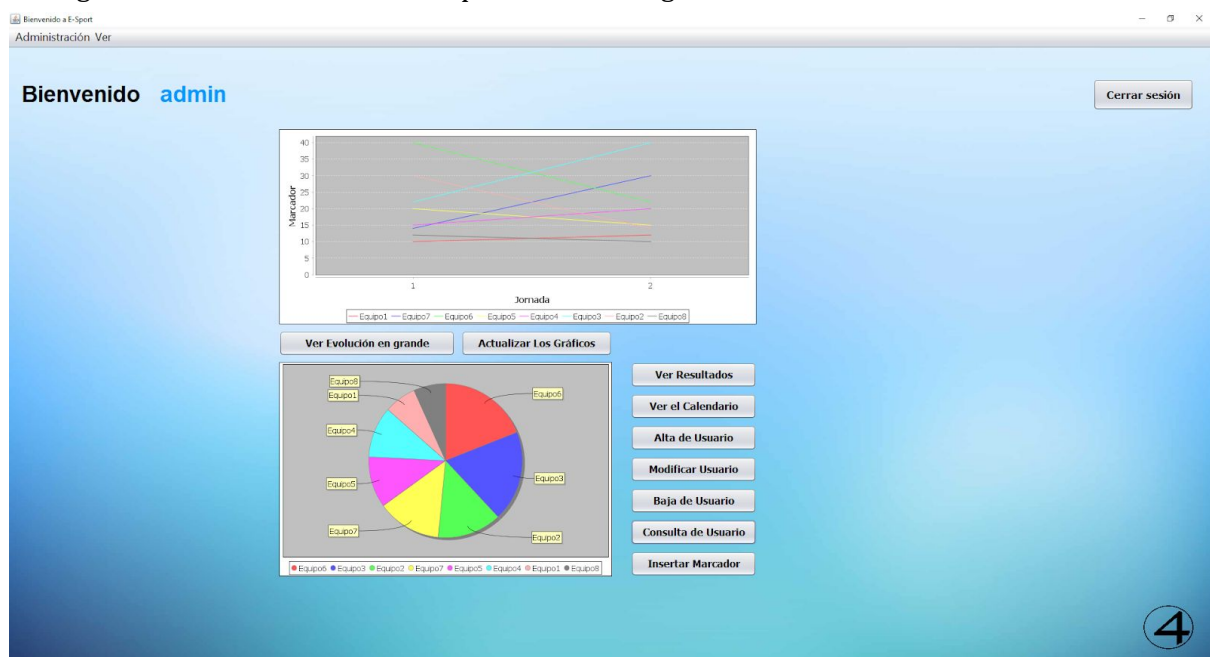 Bienvenido a E-Sport
Administración Ver
Bienvenido admin
Cerrar sesión
40
35
30
25
20
15
10
5
0
Marcador
1 2
Jornada
Equipo1 Equipo7 Equipo6 Equipo5 Equipo4 Equipo3 Equipo2 Equipo8
Ver Evolución en grande Actualizar Los Gráficos
Equipo8
Equipo1
Equipo6
Equipo4
Equipo3
Equipo5
Equipo7
Equipo2
Equipo6 Equipo3 Equipo2 Equipo7 Equipo5 Equipo4 Equipo1 Equipo8
Ver Resultados
Ver el Calendario
Alta de Usuario
Modificar Usuario
Baja de Usuario
Consulta de Usuario
Insertar Marcador
4